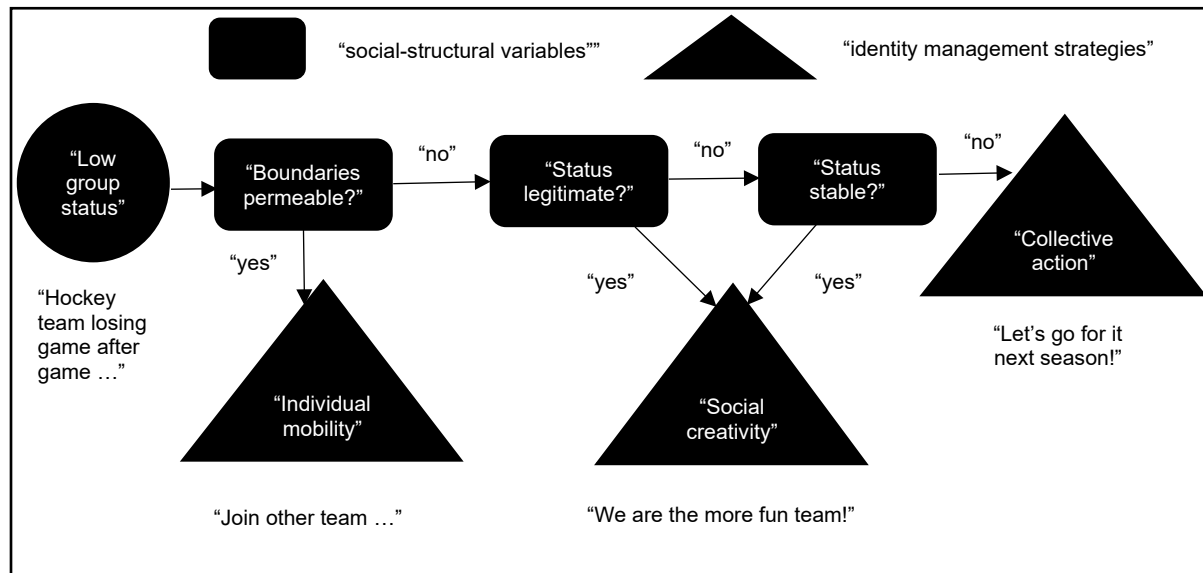 “social-structural variables””
“identity management strategies”
“Low
group
status”
“Boundaries
permeable?”
“no”
“Status
legitimate?”
“no”
“Status
stable?”
“no”
“Collective
action”
“yes”
“yes”
“yes”
“Hockey
team losing
game after
game …”
“Let’s go for it
next season!”
“Individual
mobility”
“Social
creativity”
“Join other team …”
“We are the more fun team!”